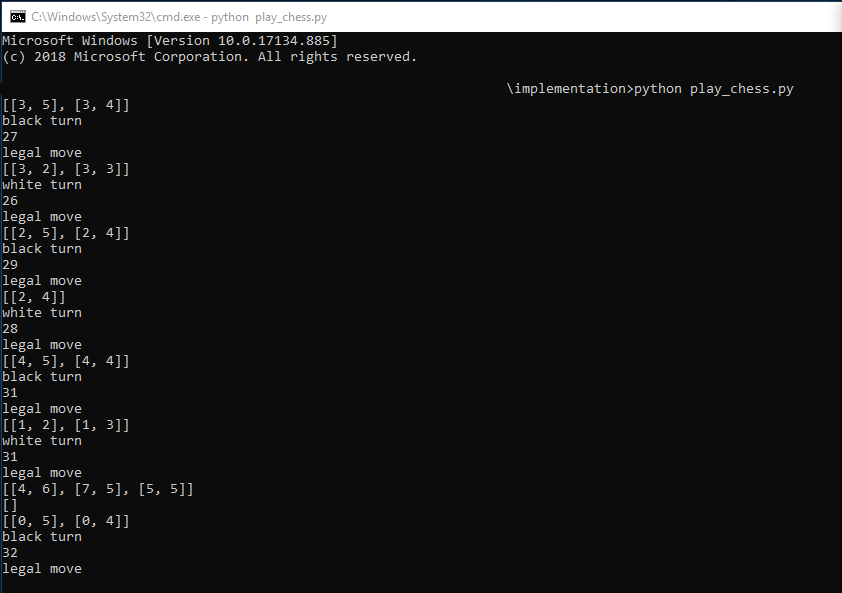 C:\Windows\System32\cmd.exe - python  play_chess.py
Microsoft Windows [Version 10.0.17134.885]
(c) 2018 Microsoft Corporation. All rights reserved.
\implementation>python play_chess.py
[[3, 5], [3, 4]]
black turn
27
legal move
[[3, 2], [3, 3]]
white turn
26
legal move
[[2, 5], [2, 4]]
black turn
29
legal move
[[2, 4]]
white turn
28
legal move
[[4, 5], [4, 4]]
black turn
31
legal move
[[1, 2], [1, 3]]
white turn
31
legal move
[[4, 6], [7, 5], [5, 5]]
[]
[[0, 5], [0, 4]]
black turn
32
legal move